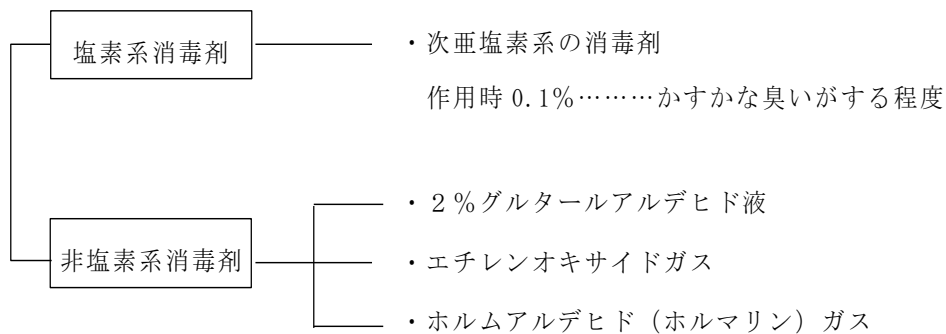 塩素系消毒剤
・次亜塩素系の消毒剤
作用時 0.1%………かすかな臭いがする程度
非塩素系消毒剤
・２％グルタールアルデヒド液
・エチレンオキサイドガス
・ホルムアルデヒド（ホルマリン）ガス